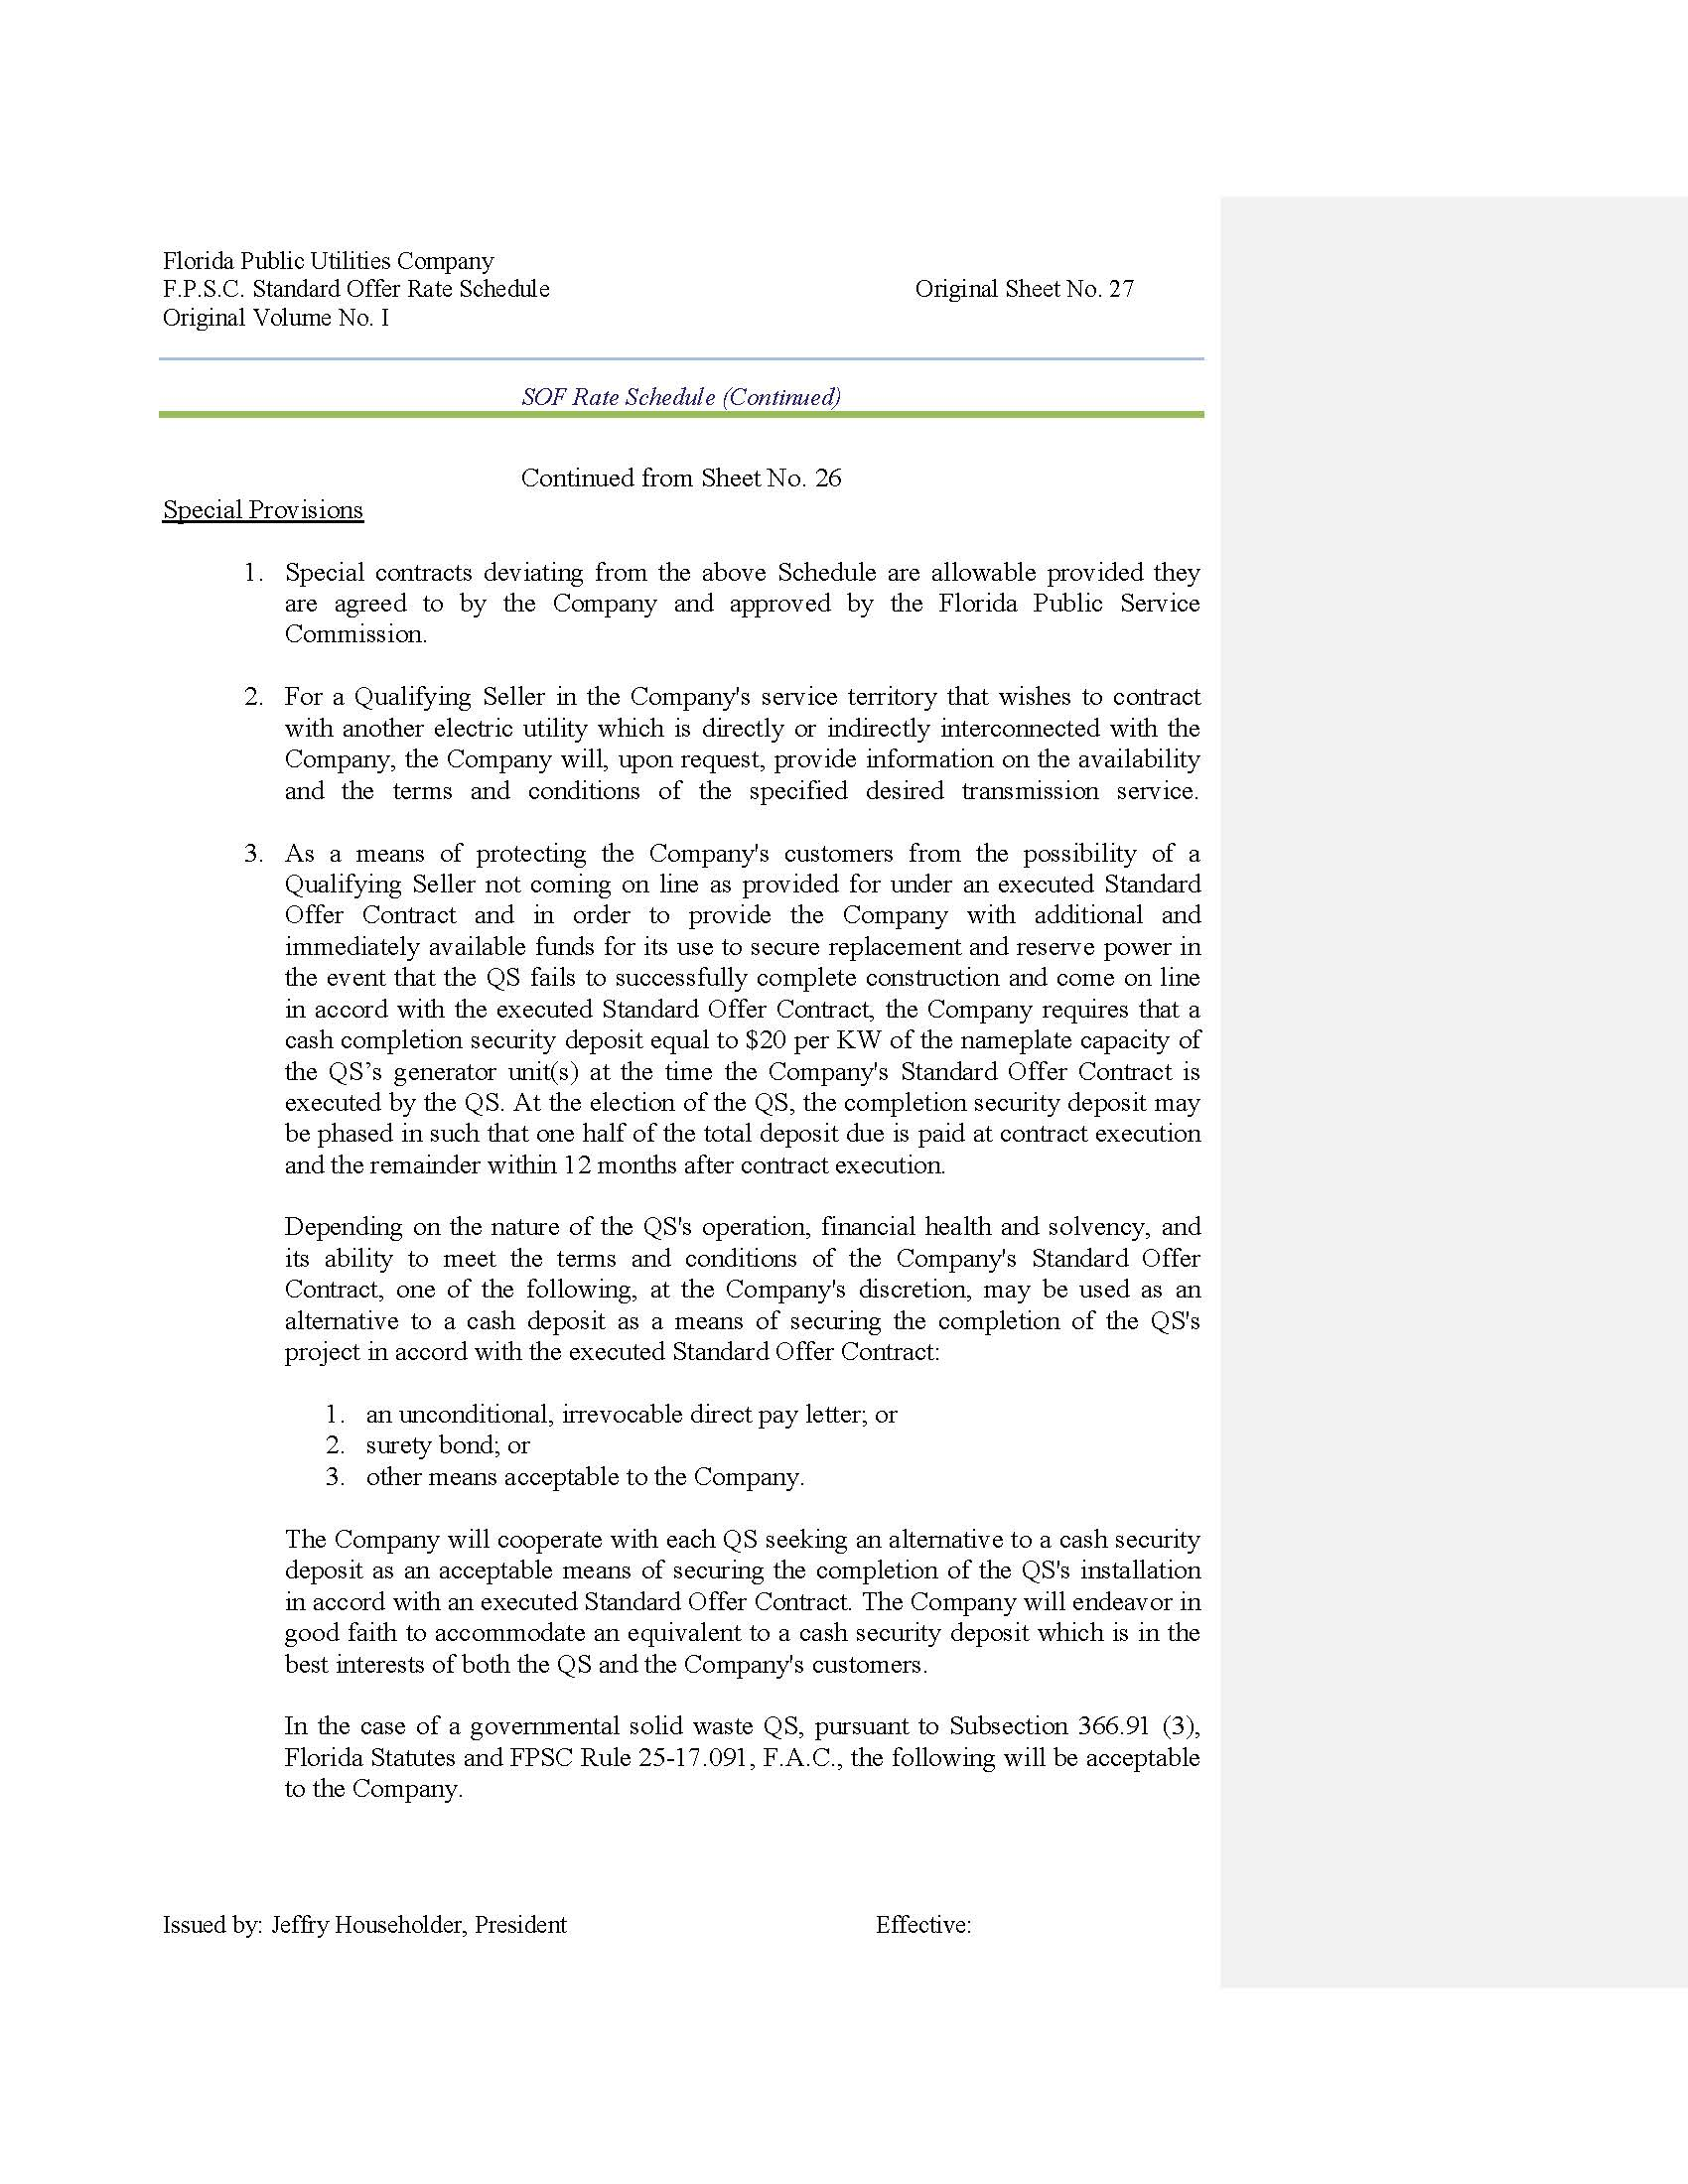 Florida Public Utilities Company
F.P.S.C. Standard Offer Rate Schedule Original Sheet No. 27
Original Volume No. I
SOF Rate Schedule (Continued)
Continued from Sheet No. 26
Special Provisions
1. Special contracts deviating from the above Schedule are allowable provided they
are agreed to by the Company and approved by the Florida Public Service
Commission.
2. For a Qualifying Seller in the Company's service territory that wishes to contract
with another electric utility which is directly or indirectly interconnected with the
Company, the Company will, upon request, provide information on the availability
and the terms and conditions of the specified desired transmission service.
3. As a means of protecting the Company's customers from the possibility of a
Qualifying Seller not coming on line as provided for under an executed Standard
Offer Contract and in order to provide the Company with additional and
immediately available funds for its use to secure replacement and reserve power in
the event that the QS fails to successfully complete construction and come on line
in accord with the executed Standard Offer Contract, the Company requires that a
cash completion security deposit equal to $20 per KW of the nameplate capacity of
the QS’s generator unit(s) at the time the Company's Standard Offer Contract is
executed by the QS. At the election of the QS, the completion security deposit may
be phased in such that one half of the total deposit due is paid at contract execution
and the remainder within 12 months after contract execution.
Depending on the nature of the QS's operation, financial health and solvency, and
its ability to meet the terms and conditions of the Company's Standard Offer
Contract, one of the following, at the Company's discretion, may be used as an
alternative to a cash deposit as a means of securing the completion of the QS's
project in accord with the executed Standard Offer Contract:
1. an unconditional, irrevocable direct pay letter; or
2. surety bond; or
3. other means acceptable to the Company.
The Company will cooperate with each QS seeking an alternative to a cash security
deposit as an acceptable means of securing the completion of the QS's installation
in accord with an executed Standard Offer Contract. The Company will endeavor in
good faith to accommodate an equivalent to a cash security deposit which is in the
best interests of both the QS and the Company's customers.
In the case of a governmental solid waste QS, pursuant to Subsection 366.91 (3),
Florida Statutes and FPSC Rule 25-17.091, F.A.C., the following will be acceptable
to the Company.
Issued by: Jeffry Householder, President Effective: